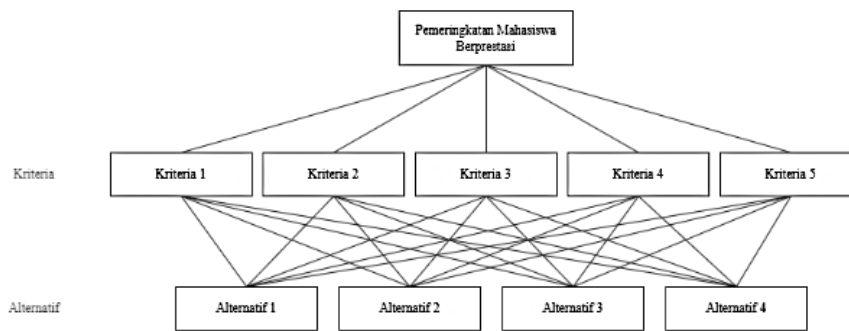 Pemeringkatan Mahasiswa
Berprestasi
Kriteria
Kriteria 1
Kriteria 2
Kriteria 3
Kriteria 4
Kriteria 5
Alternatif
Alternatif 1
Alternatif 2
Alternatif 3
Alternatif 4